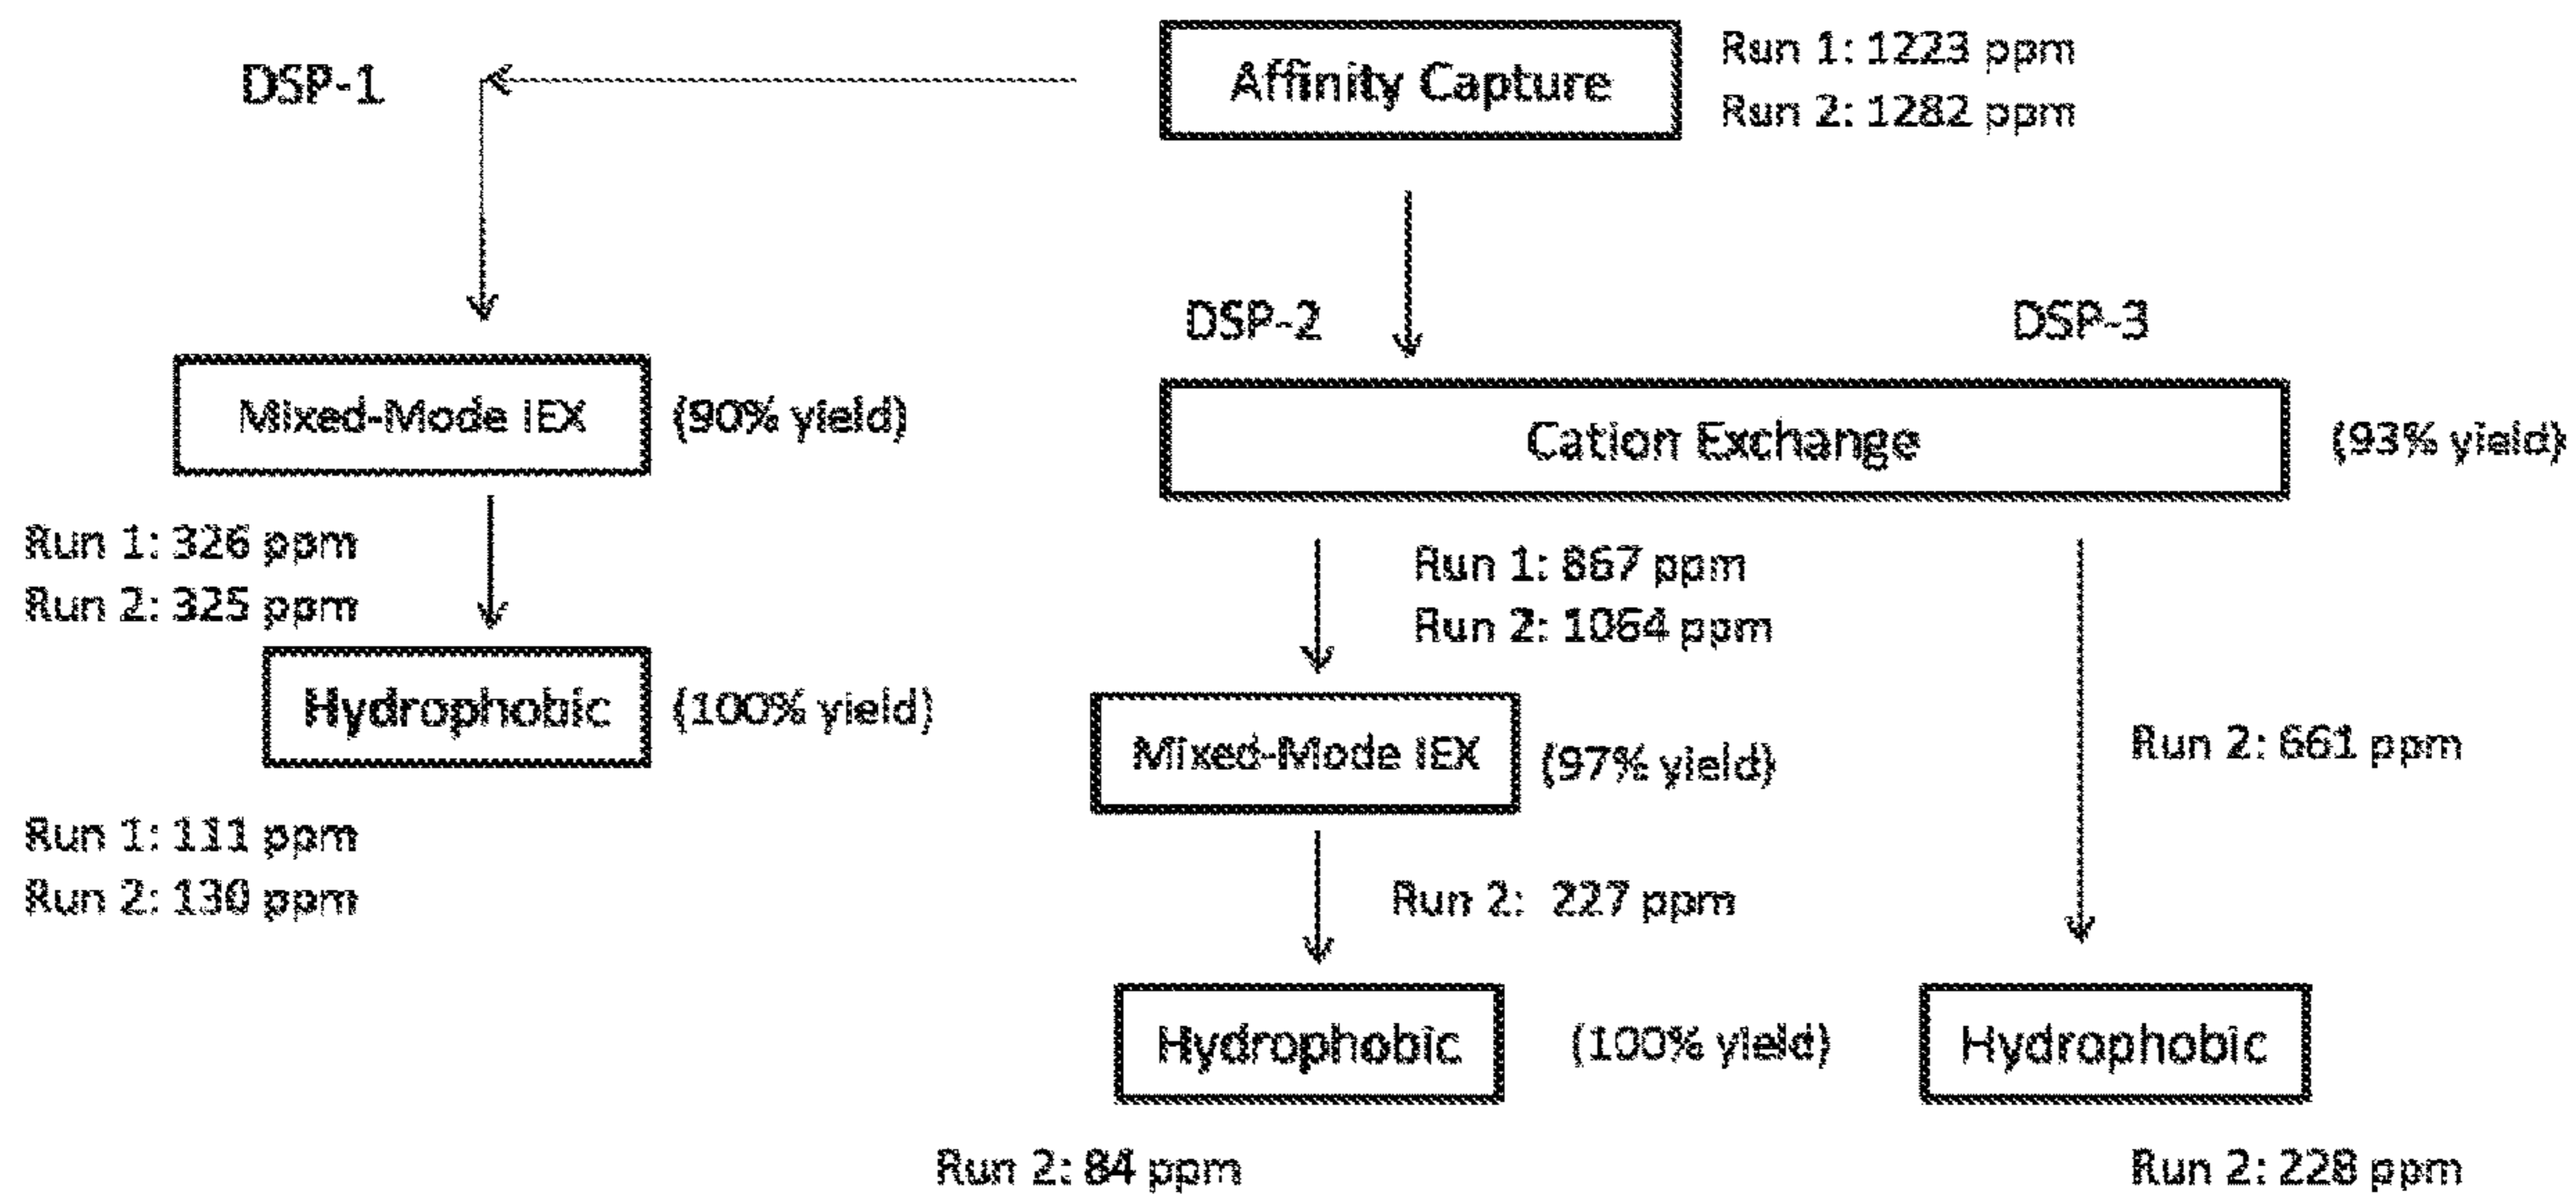 DSP-1
Affinity Capture
Run 1: 1223 ppm
Run 2: 1282 ppm
DSP-2
DSP-3
Mixed-Mode IEX
(90% yield)
Cation Exchange
(93% yield)
Run 1: 326 ppm
Run 2: 325 ppm
Run 1: 867 ppm
Run 2: 1064 ppm
Hydrophobic
(100% yield)
Mixed-Mode IEX
(97% yield)
Run 2: 661 ppm
Run 1: 111 ppm
Run 2: 130 ppm
Run 2: 227 ppm
Hydrophobic
(100% yield)
Hydrophobic
Run 2: 84 ppm
Run 2: 228 ppm